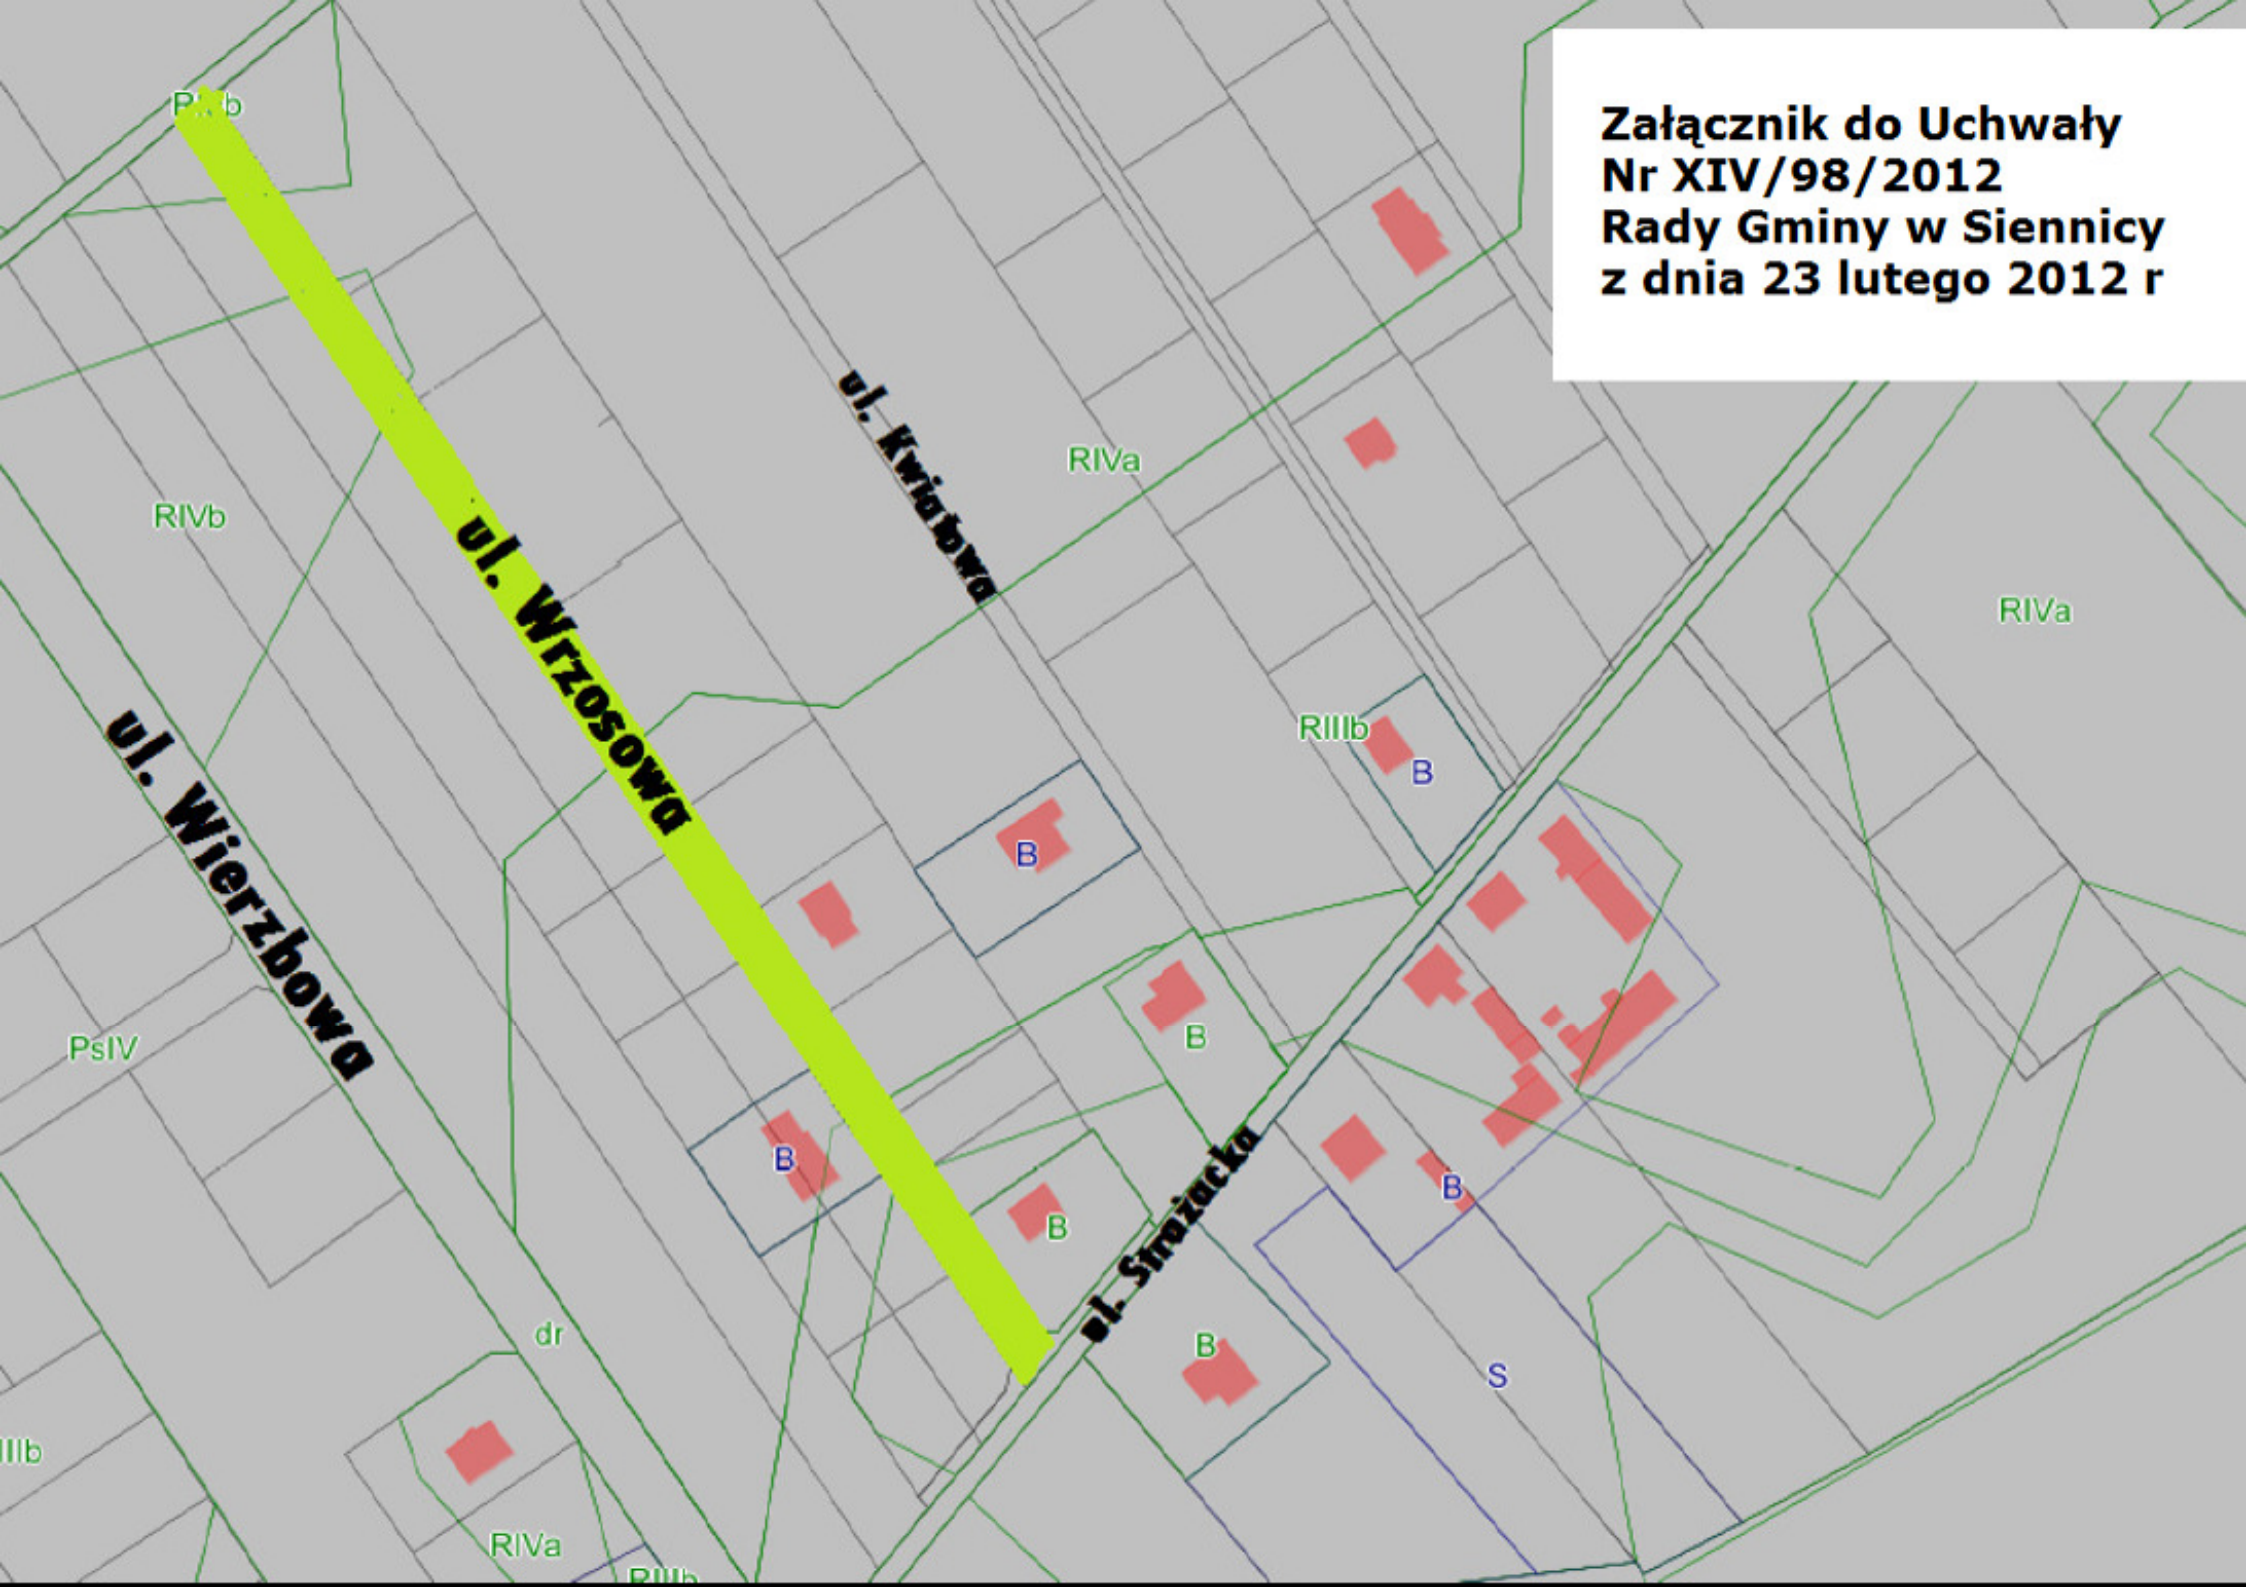 Załącznik do Uchwały
Nr XIV/98/2012
Rady Gminy w Siennicy
z dnia 23 lutego 2012 r
ul. Kwiatowa
RIVa
RIVb
ul. Wrzosowa
RIVa
ul. Wierzbowa
RIIIb
B
B
B
PsIV
B
B
B
ul. Strażacka
dr
B
S
RIVa
RIIIb